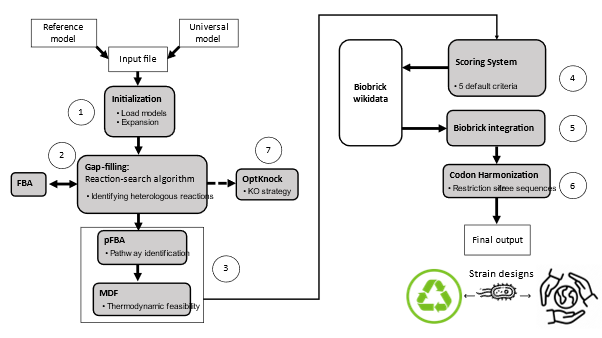 Reference
model
Universal
model
Input file
1
Initialization
• Load models
• Expansion
2
Gap-filling:
Reaction-search algorithm
• Identifying heterologous reactions
FBA
7
OptKnock
• KO strategy
pFBA
• Pathway identification
3
MDF
• Thermodynamic feasibility
Biobrick
wikidata
Scoring System
• 5 default criteria
4
Biobrick integration
5
Codon Harmonization
• Restriction site-free sequences
6
Final output
Strain designs